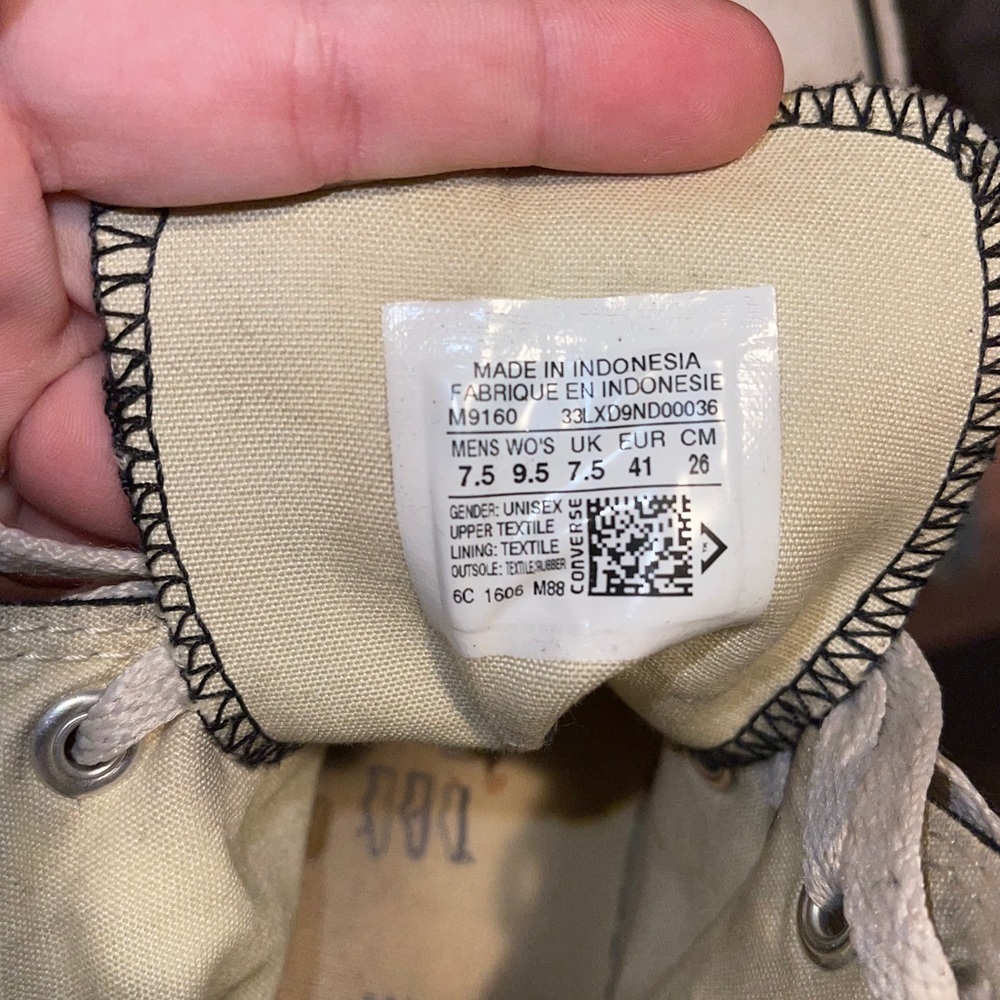 MADE IN INDONESIA
FABRIQUE EN INDONESIE
M9160 33LXD9ND00036
MENS WO'S UK EUR CM
7.5 9.5 7.5 41 26
GENDER: UNISEX
UPPER TEXTILE
LINING: TEXTILE
OUTSOLE: TEXTILE/RUBBER
6C 1606 M88
CONVERSE
TM